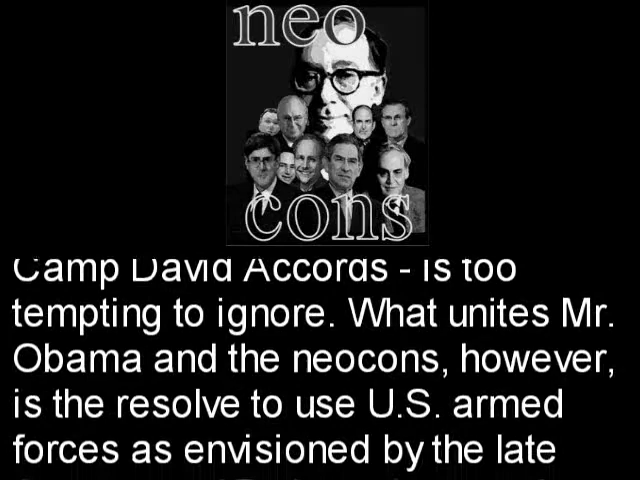 neo
cons
Camp David Accords - is too
tempting to ignore. What unites Mr.
Obama and the neocons, however,
is the resolve to use U.S. armed
forces as envisioned by the late